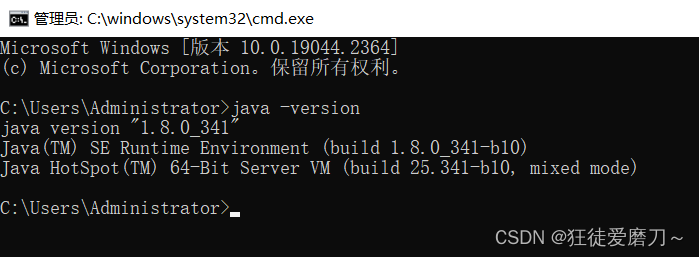 管理员: C:\windows\system32\cmd.exe
Microsoft Windows [版本 10.0.19044.2364]
(c) Microsoft Corporation。保留所有权利。
C:\Users\Administrator>java -version
java version "1.8.0_341"
Java(TM) SE Runtime Environment (build 1.8.0_341-b10)
Java HotSpot(TM) 64-Bit Server VM (build 25.341-b10, mixed mode)
C:\Users\Administrator>
CSDN @狂徒爱磨刀～